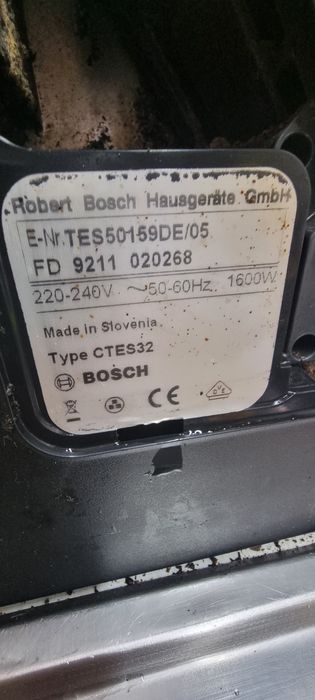 Robert Bosch Hausgeräte GmbH
E-Nr.TES50159DE/05
FD 9211 020268
220-240V ~50-60Hz 1600W
Made in Slovenia
Type CTES32
BOSCH
CE
VDE